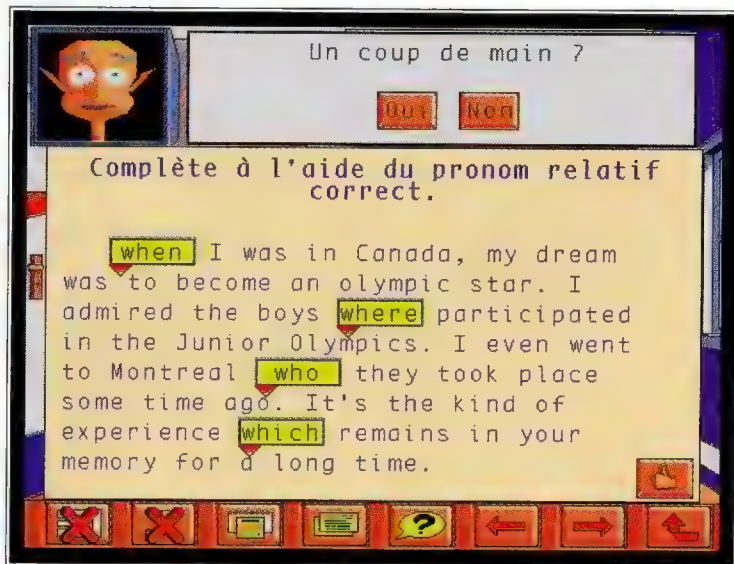 Un coup de main ?
Oui Non
Complète à l'aide du pronom relatif
correct.
when I was in Canada, my dream
was to become an olympic star. I
admired the boys where participated
in the Junior Olympics. I even went
to Montreal who they took place
some time ago. It's the kind of
experience which remains in your
memory for a long time.
?